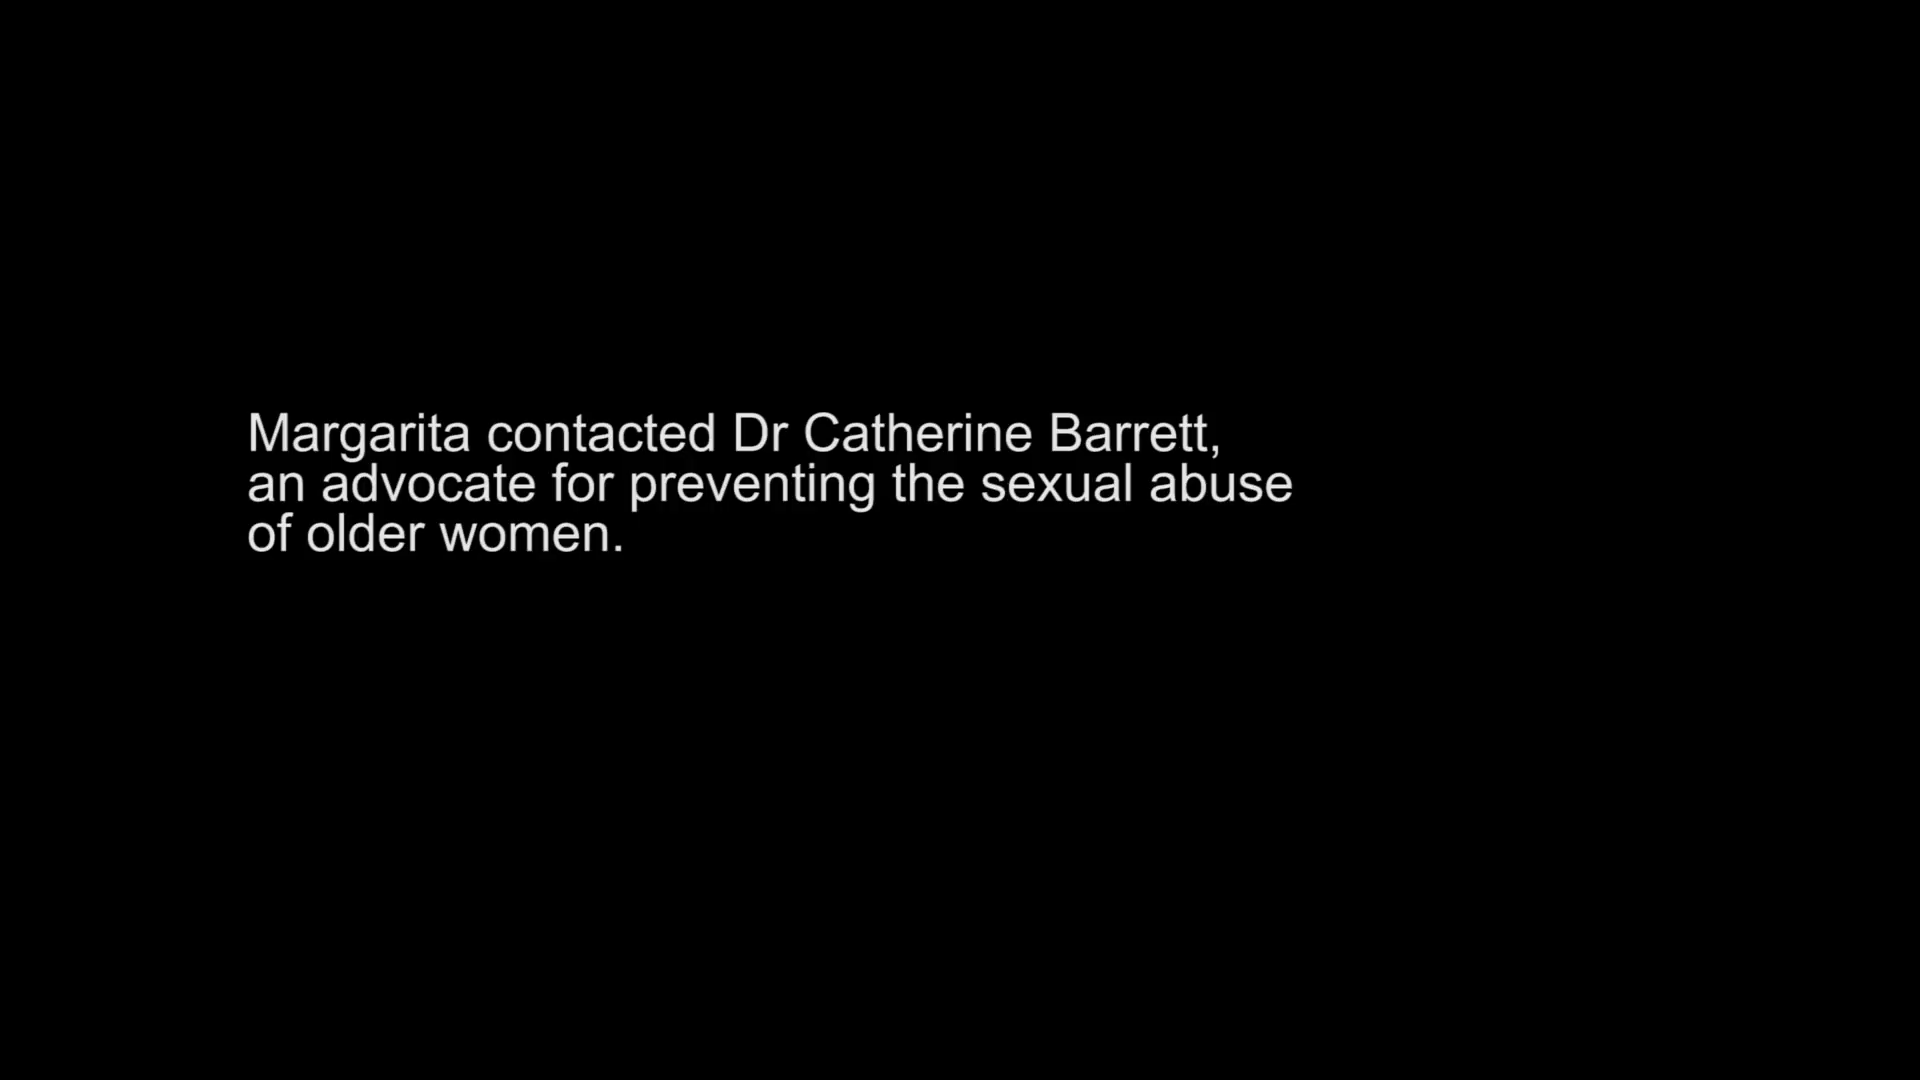 Margarita contacted Dr Catherine Barrett,
an advocate for preventing the sexual abuse
of older women.